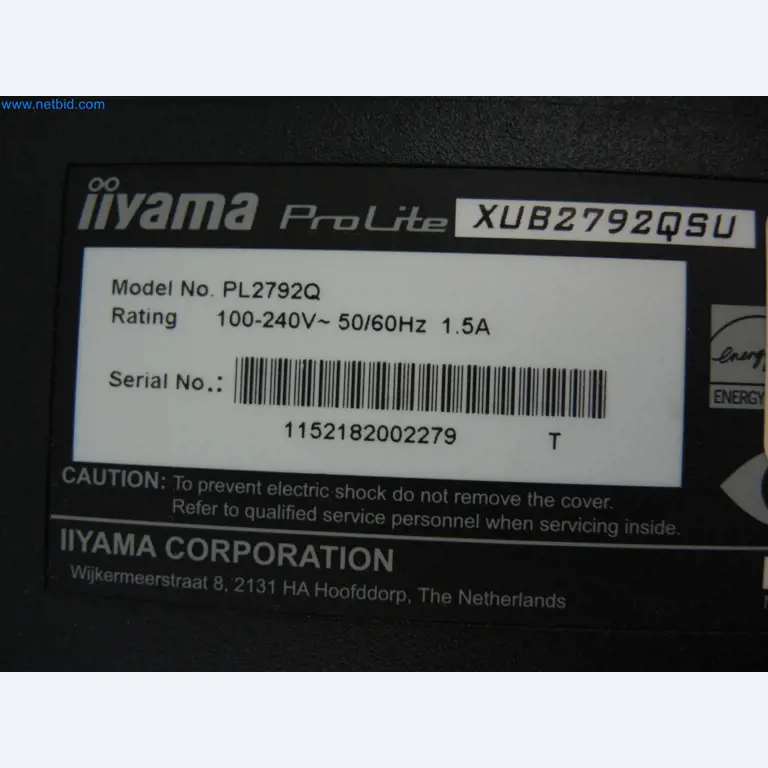 www.netbid.com
iiyama ProLite XUB2792QSU
Model No. PL2792Q
Rating 100-240V~ 50/60Hz 1.5A
Serial No.:
1152182002279 T
energy
ENERGY
CAUTION: To prevent electric shock do not remove the cover.
Refer to qualified service personnel when servicing inside.
IIYAMA CORPORATION
Wijkermeerstraat 8, 2131 HA Hoofddorp, The Netherlands